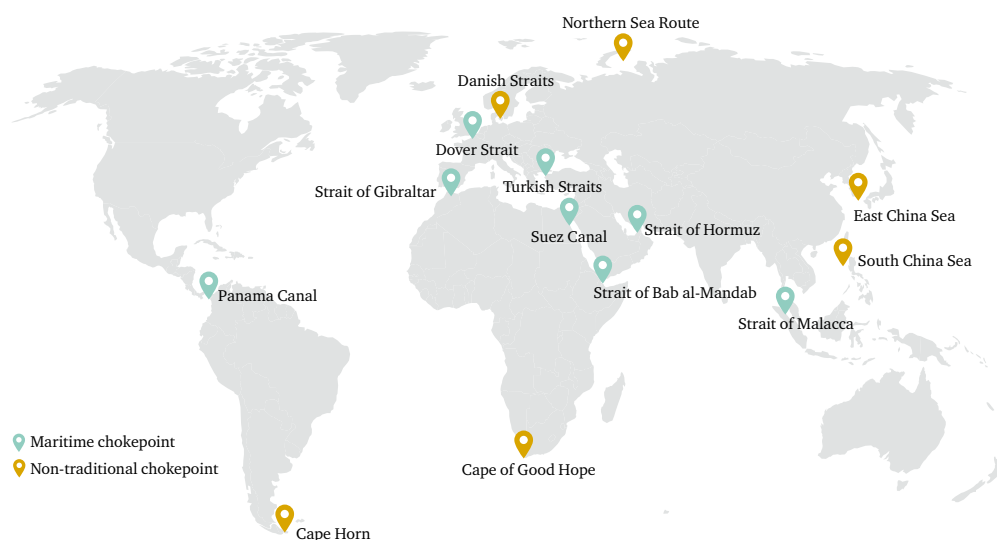 Northern Sea Route
Danish Straits
Dover Strait
Strait of Gibraltar
Turkish Straits
East China Sea
Suez Canal
Strait of Hormuz
South China Sea
Panama Canal
Strait of Bab al-Mandab
Strait of Malacca
Maritime chokepoint
Non-traditional chokepoint
Cape of Good Hope
Cape Horn